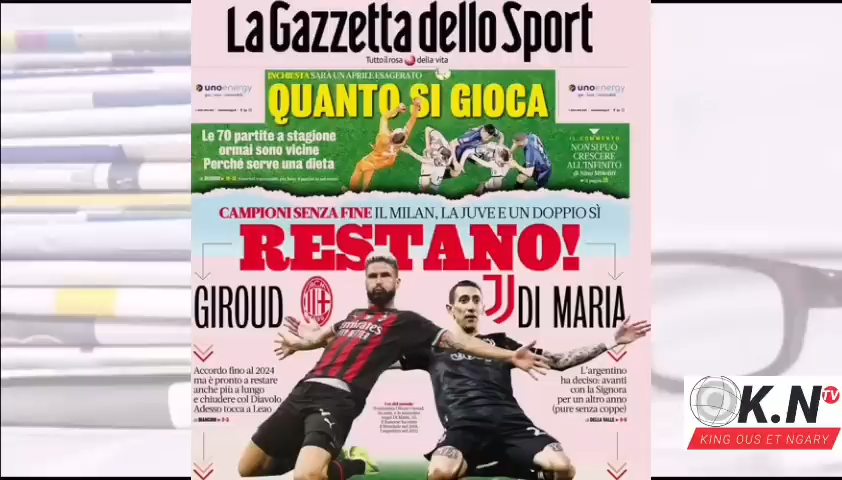 La Gazzetta dello Sport
Tutto il rosa della vita
INCHIESTA SARÀ UN APRILE ESAGERATO
unoenergy
QUANTO SI GIOCA
unoenergy
Le 70 partite a stagione
ormai sono vicine
Perché serve una dieta
IL COMMENTO
NON SI PUÒ
CRESCERE
ALL'INFINITO
CAMPIONI SENZA FINE IL MILAN, LA JUVE E UN DOPPIO SÌ
RESTANO!
GIROUD
DI MARIA
Accordo fino al 2024
ma è pronto a restare
anche più a lungo
e chiudere col Diavolo
Adesso tocca a Leao
L'argentino
ha deciso: avanti
con la Signora
per un altro anno
(pure senza coppe)
K.N TV
KING OUS ET NGARY